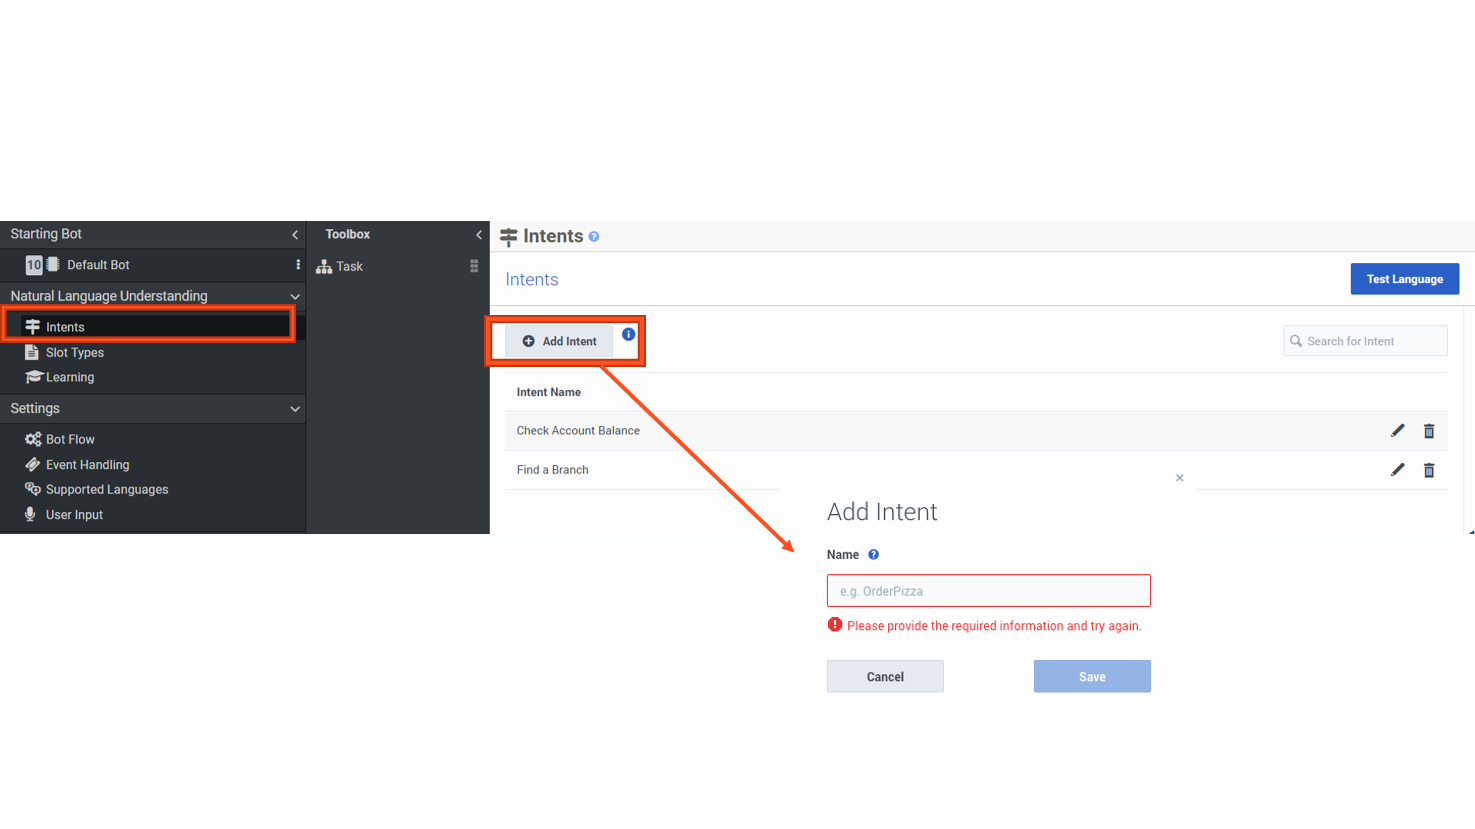 Starting Bot
10 Default Bot
Natural Language Understanding
Intents
Slot Types
Learning
Settings
Bot Flow
Event Handling
Supported Languages
User Input
Toolbox
Task
Intents
Intents
Test Language
Add Intent
Search for Intent
Intent Name
Check Account Balance
Find a Branch
Add Intent
Name
e.g. OrderPizza
Please provide the required information and try again.
Cancel
Save